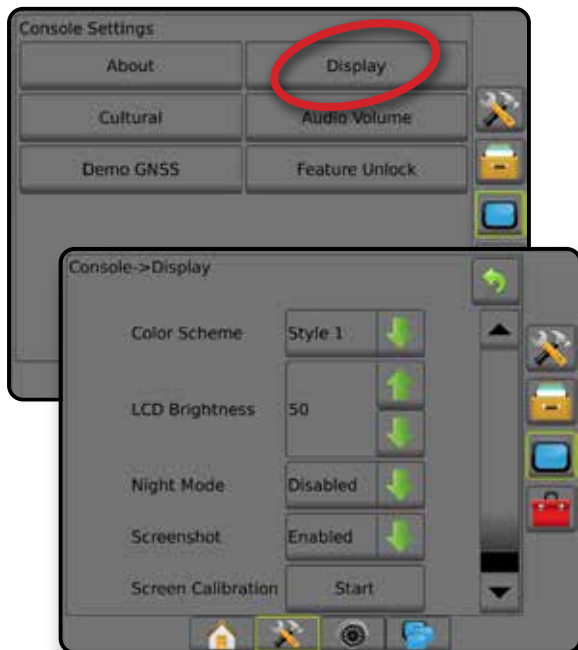 Console Settings
About Display
Cultural Audio Volume
Demo GNSS Feature Unlock
Console->Display
Color Scheme Style 1
LCD Brightness 50
Night Mode Disabled
Screenshot Enabled
Screen Calibration Start